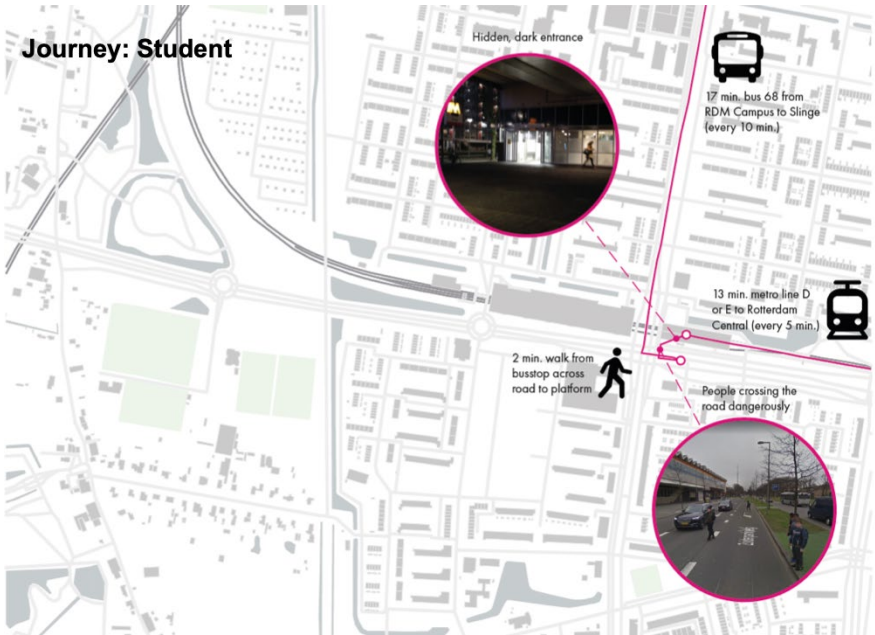 Journey: Student
Hidden, dark entrance
M
17 min. bus 68 from
RDM Campus to Slinge
(every 10 min.)
13 min. metro line D
or E to Rotterdam
Central (every 5 min.)
2 min. walk from
busstop across
road to platform
People crossing the
road dangerously